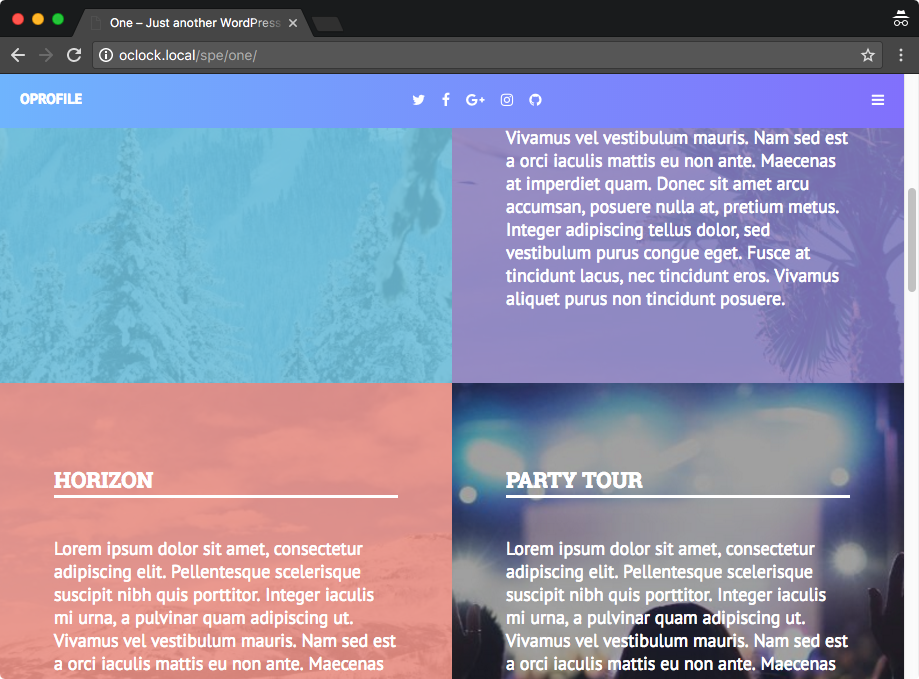 One – Just another WordPress
oclock.local/spe/one/
OPROFILE
Vivamus vel vestibulum mauris. Nam sed est
a orci iaculis mattis eu non ante. Maecenas
at imperdiet quam. Donec sit amet arcu
accumsan, posuere nulla at, pretium metus.
Integer adipiscing tellus dolor, sed
vestibulum purus congue eget. Fusce at
tincidunt lacus, nec tincidunt eros. Vivamus
aliquet purus non tincidunt posuere.
HORIZON
Lorem ipsum dolor sit amet, consectetur
adipiscing elit. Pellentesque scelerisque
suscipit nibh quis porttitor. Integer iaculis
mi urna, a pulvinar quam adipiscing ut.
Vivamus vel vestibulum mauris. Nam sed est
a orci iaculis mattis eu non ante. Maecenas
PARTY TOUR
Lorem ipsum dolor sit amet, consectetur
adipiscing elit. Pellentesque scelerisque
suscipit nibh quis porttitor. Integer iaculis
mi urna, a pulvinar quam adipiscing ut.
Vivamus vel vestibulum mauris. Nam sed est
a orci iaculis mattis eu non ante. Maecenas